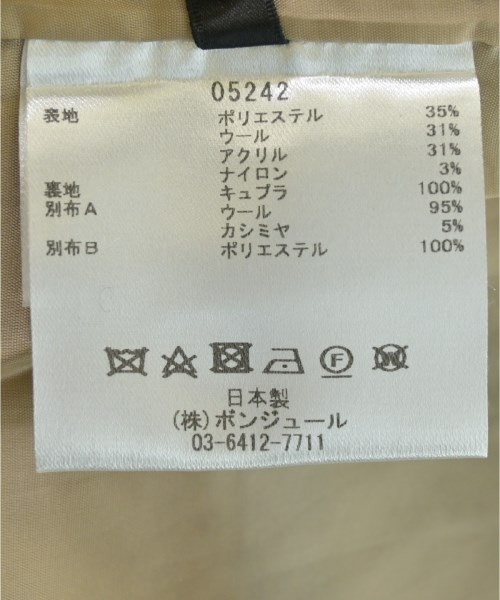 05242
表地 ポリエステル 35%
ウール 31%
アクリル 31%
ナイロン 3%
裏地 キュプラ 100%
別布A ウール 95%
カシミヤ 5%
別布B ポリエステル 100%
F W
日本製
(株)ボンジュール
03-6412-7711